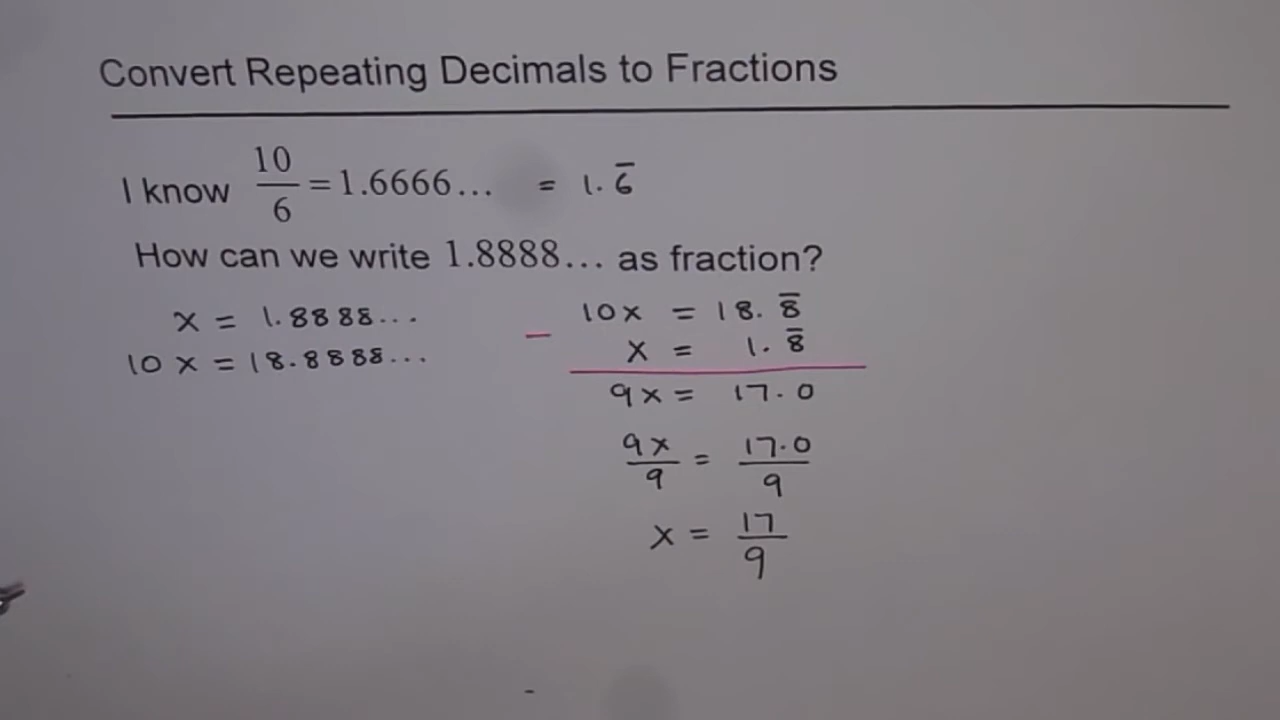 Convert Repeating Decimals to Fractions
I know 10/6 = 1.6666... = 1.6̅
How can we write 1.8888... as fraction?
x = 1.8888...
10x = 18.8888...
10x = 18.8̅
− x = 1.8̅
9x = 17.0
9x/9 = 17.0/9
x = 17/9